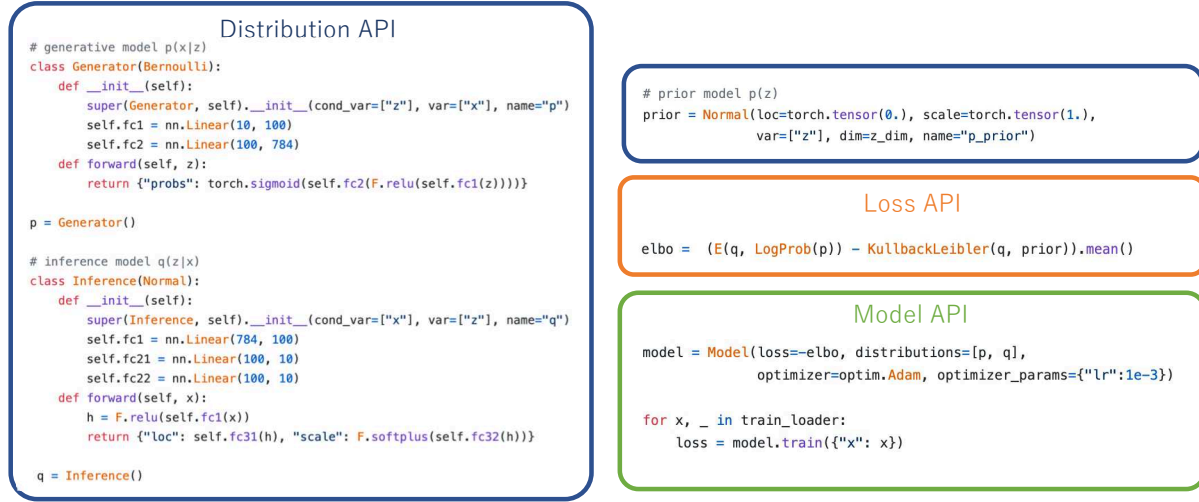 Distribution API
# generative model p(x|z)
class Generator(Bernoulli):
    def __init__(self):
        super(Generator, self).__init__(cond_var=["z"], var=["x"], name="p")
        self.fc1 = nn.Linear(10, 100)
        self.fc2 = nn.Linear(100, 784)
    def forward(self, z):
        return {"probs": torch.sigmoid(self.fc2(F.relu(self.fc1(z))))}
p = Generator()
# inference model q(z|x)
class Inference(Normal):
    def __init__(self):
        super(Inference, self).__init__(cond_var=["x"], var=["z"], name="q")
        self.fc1 = nn.Linear(784, 100)
        self.fc21 = nn.Linear(100, 10)
        self.fc22 = nn.Linear(100, 10)
    def forward(self, x):
        h = F.relu(self.fc1(x))
        return {"loc": self.fc31(h), "scale": F.softplus(self.fc32(h))}
q = Inference()
# prior model p(z)
prior = Normal(loc=torch.tensor(0.), scale=torch.tensor(1.),
               var=["z"], dim=z_dim, name="p_prior")
Loss API
elbo =  (E(q, LogProb(p)) - KullbackLeibler(q, prior)).mean()
Model API
model = Model(loss=-elbo, distributions=[p, q],
              optimizer=optim.Adam, optimizer_params={"lr":1e-3})
for x, _ in train_loader:
    loss = model.train({"x": x})